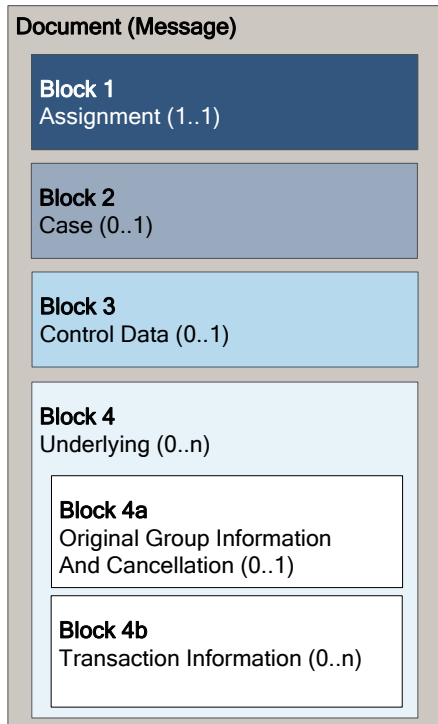 Document (Message)
Block 1
Assignment (1..1)
Block 2
Case (0..1)
Block 3
Control Data (0..1)
Block 4
Underlying (0..n)
Block 4a
Original Group Information
And Cancellation (0..1)
Block 4b
Transaction Information (0..n)